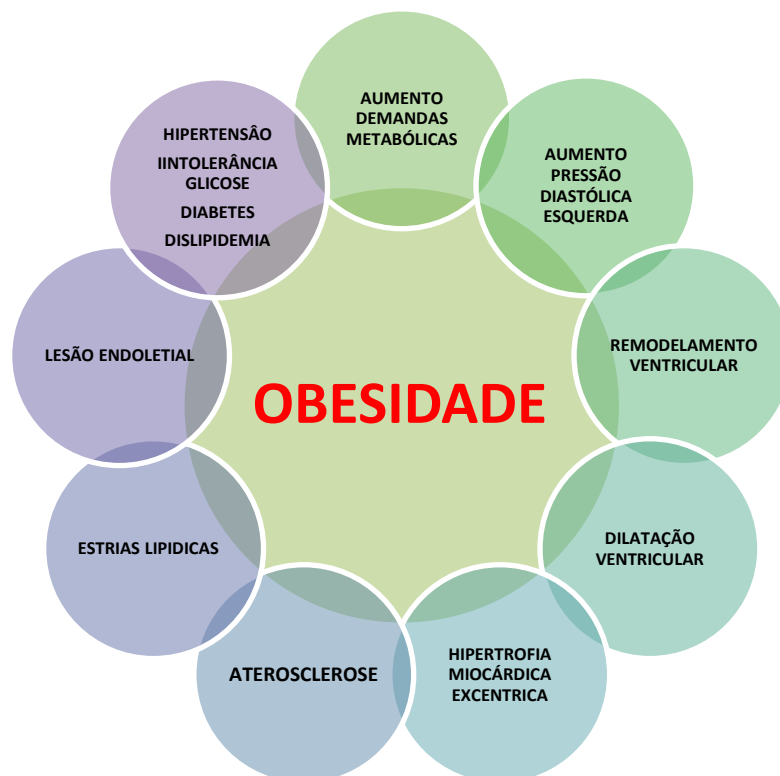 AUMENTO
DEMANDAS
METABÓLICAS
AUMENTO
PRESSÃO
DIASTÓLICA
ESQUERDA
REMODELAMENTO
VENTRICULAR
DILATAÇÃO
VENTRICULAR
HIPERTROFIA
MIOCÁRDICA
EXCENTRICA
ATEROSCLEROSE
ESTRIAS LIPIDICAS
LESÃO ENDOLETIAL
HIPERTENSÂO
IINTOLERÂNCIA
GLICOSE
DIABETES
DISLIPIDEMIA
OBESIDADE